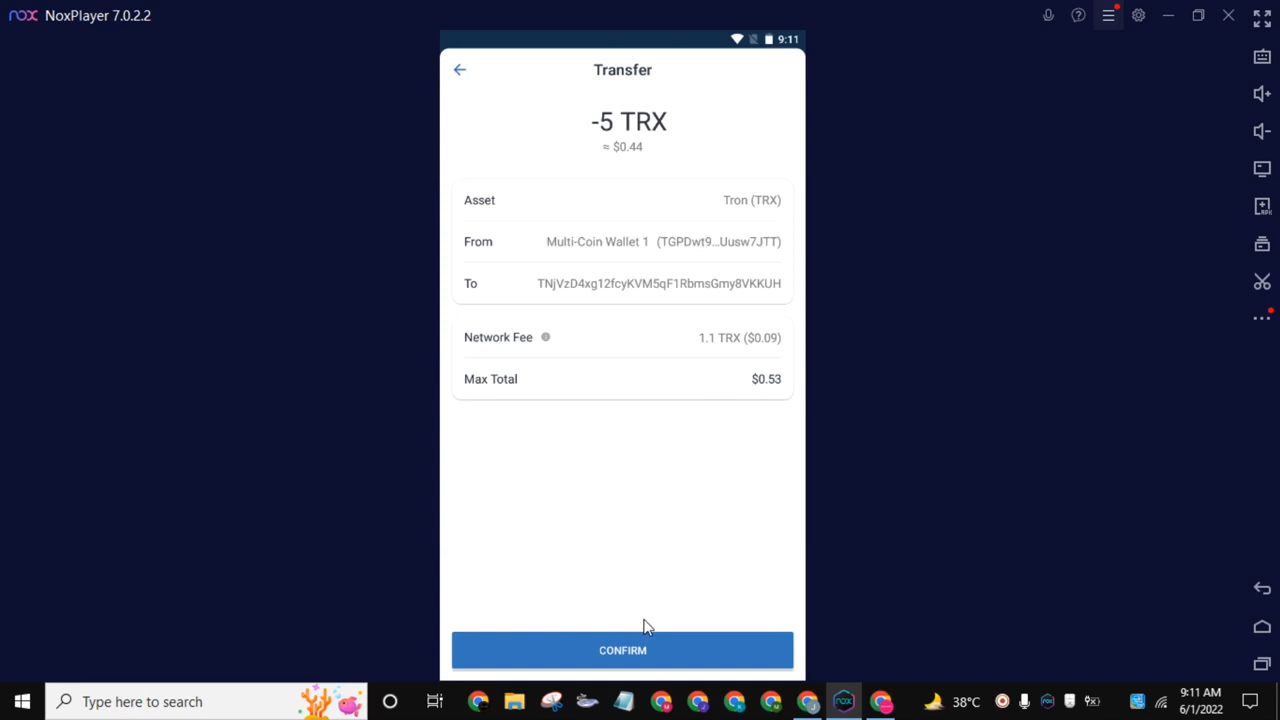 nox NoxPlayer 7.0.2.2
9:11
Transfer
-5 TRX
≈ $0.44
Asset Tron (TRX)
From Multi-Coin Wallet 1 (TGPDwt9...Uusw7JTT)
To TNjVzD4xg12fcyKVM5qF1RbmsGmy8VKKUH
Network Fee 1.1 TRX ($0.09)
Max Total $0.53
CONFIRM
Type here to search
38°C
9:11 AM
6/1/2022